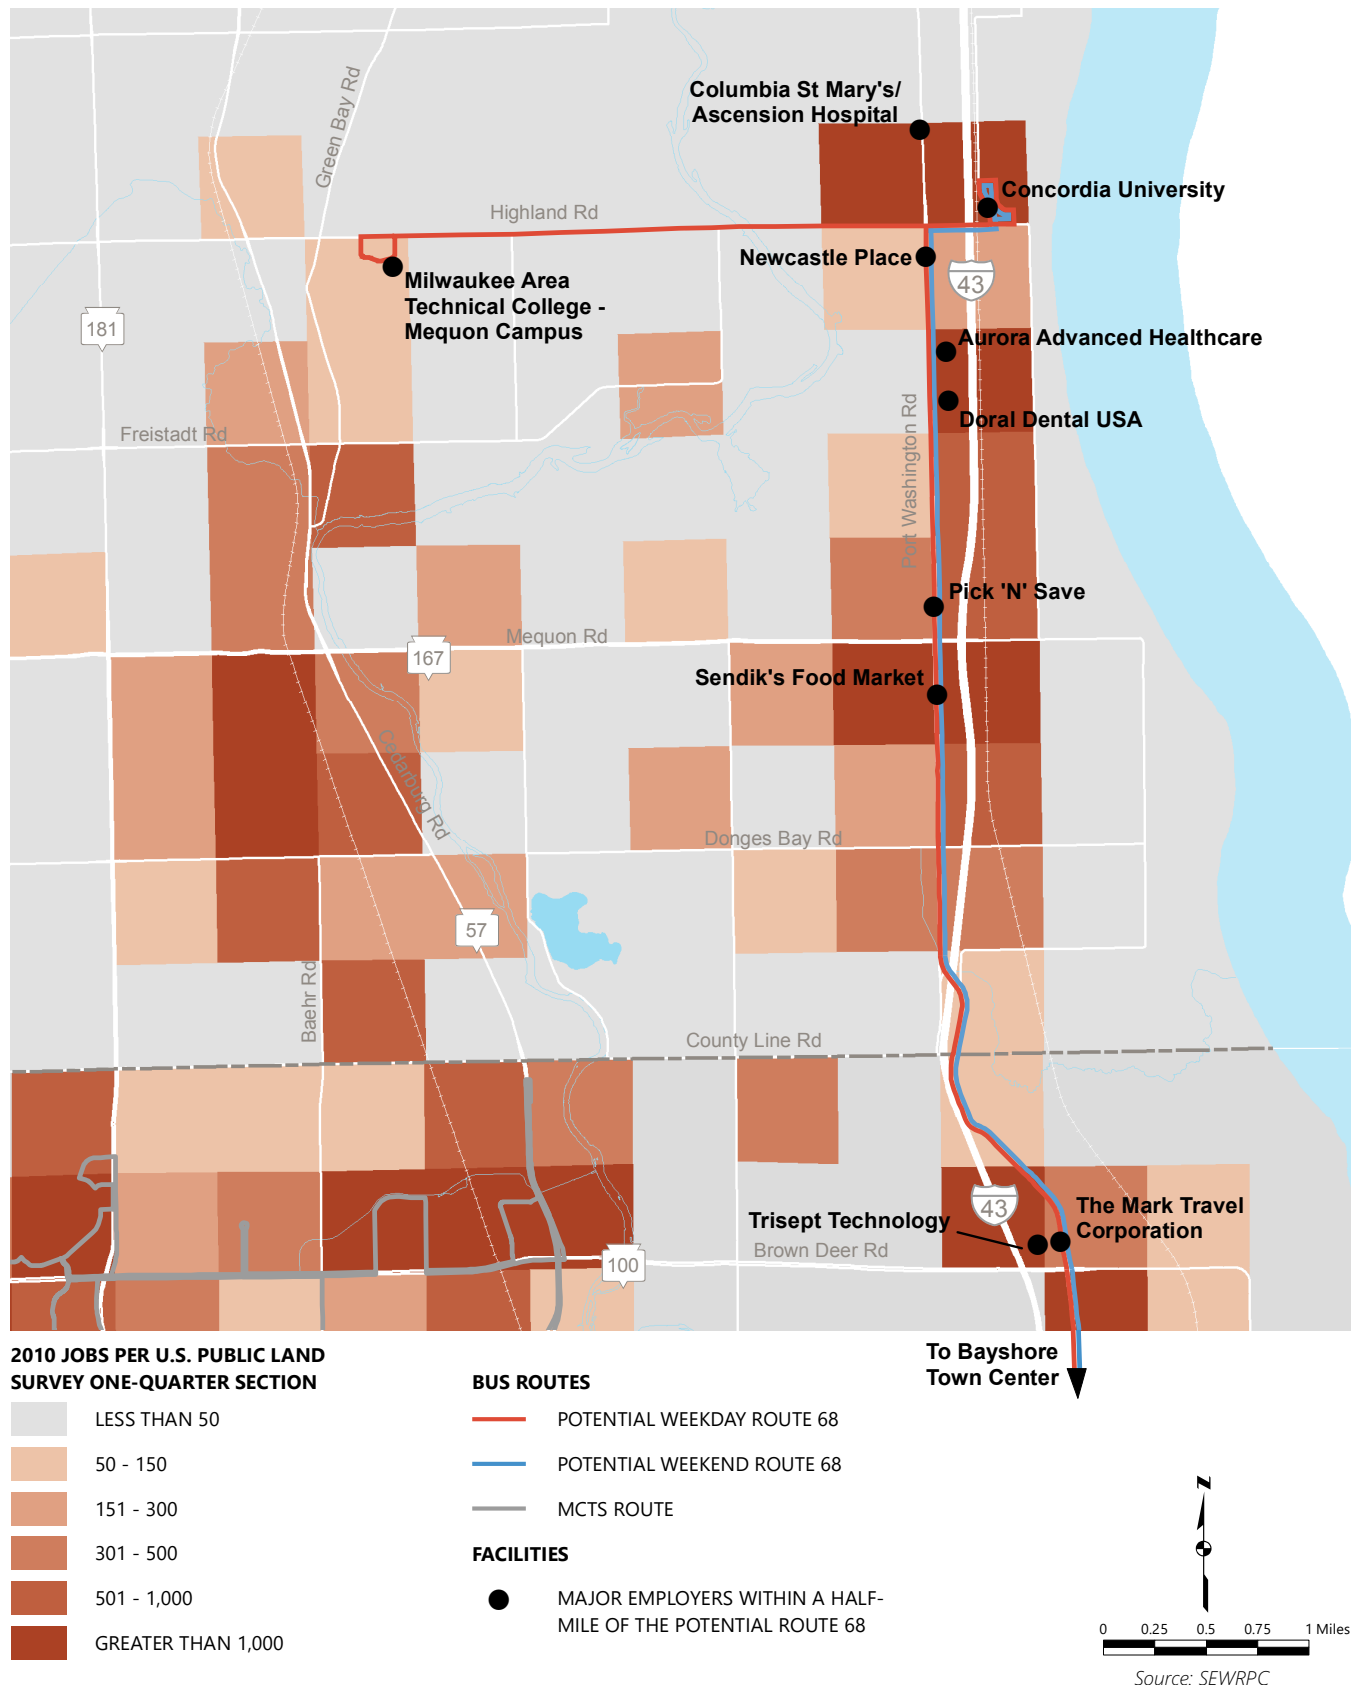 Columbia St Mary's/
Ascension Hospital
Green Bay Rd
Concordia University
Highland Rd
Newcastle Place
43
Milwaukee Area
Technical College -
Mequon Campus
181
Aurora Advanced Healthcare
Doral Dental USA
Freistadt Rd
Port Washington Rd
Pick 'N' Save
Mequon Rd
167
Sendik's Food Market
Cedarburg Rd
Donges Bay Rd
57
Baehr Rd
County Line Rd
43
The Mark Travel
Corporation
Trisept Technology
Brown Deer Rd
100
To Bayshore
Town Center
2010 JOBS PER U.S. PUBLIC LAND
SURVEY ONE-QUARTER SECTION
LESS THAN 50
50 - 150
151 - 300
301 - 500
501 - 1,000
GREATER THAN 1,000
BUS ROUTES
POTENTIAL WEEKDAY ROUTE 68
POTENTIAL WEEKEND ROUTE 68
MCTS ROUTE
FACILITIES
MAJOR EMPLOYERS WITHIN A HALF-
MILE OF THE POTENTIAL ROUTE 68
N
0 0.25 0.5 0.75 1 Miles
Source: SEWRPC